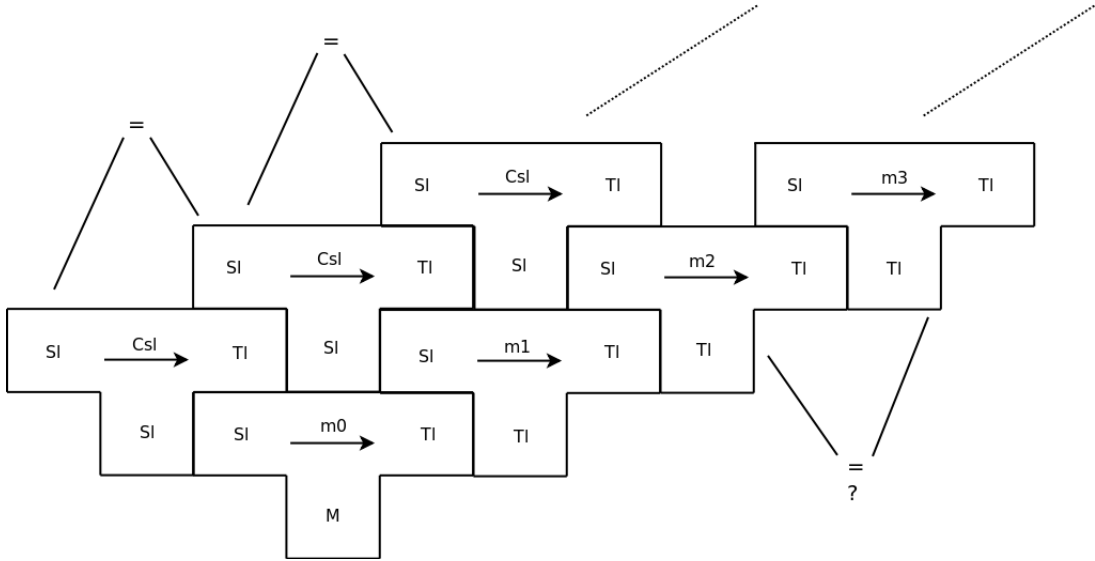 =
=
SI Csl TI
SI m3 TI
SI Csl TI
SI
SI m2 TI
TI
SI Csl TI
SI
SI m1 TI
TI
SI
SI m0 TI
TI
=
?
M